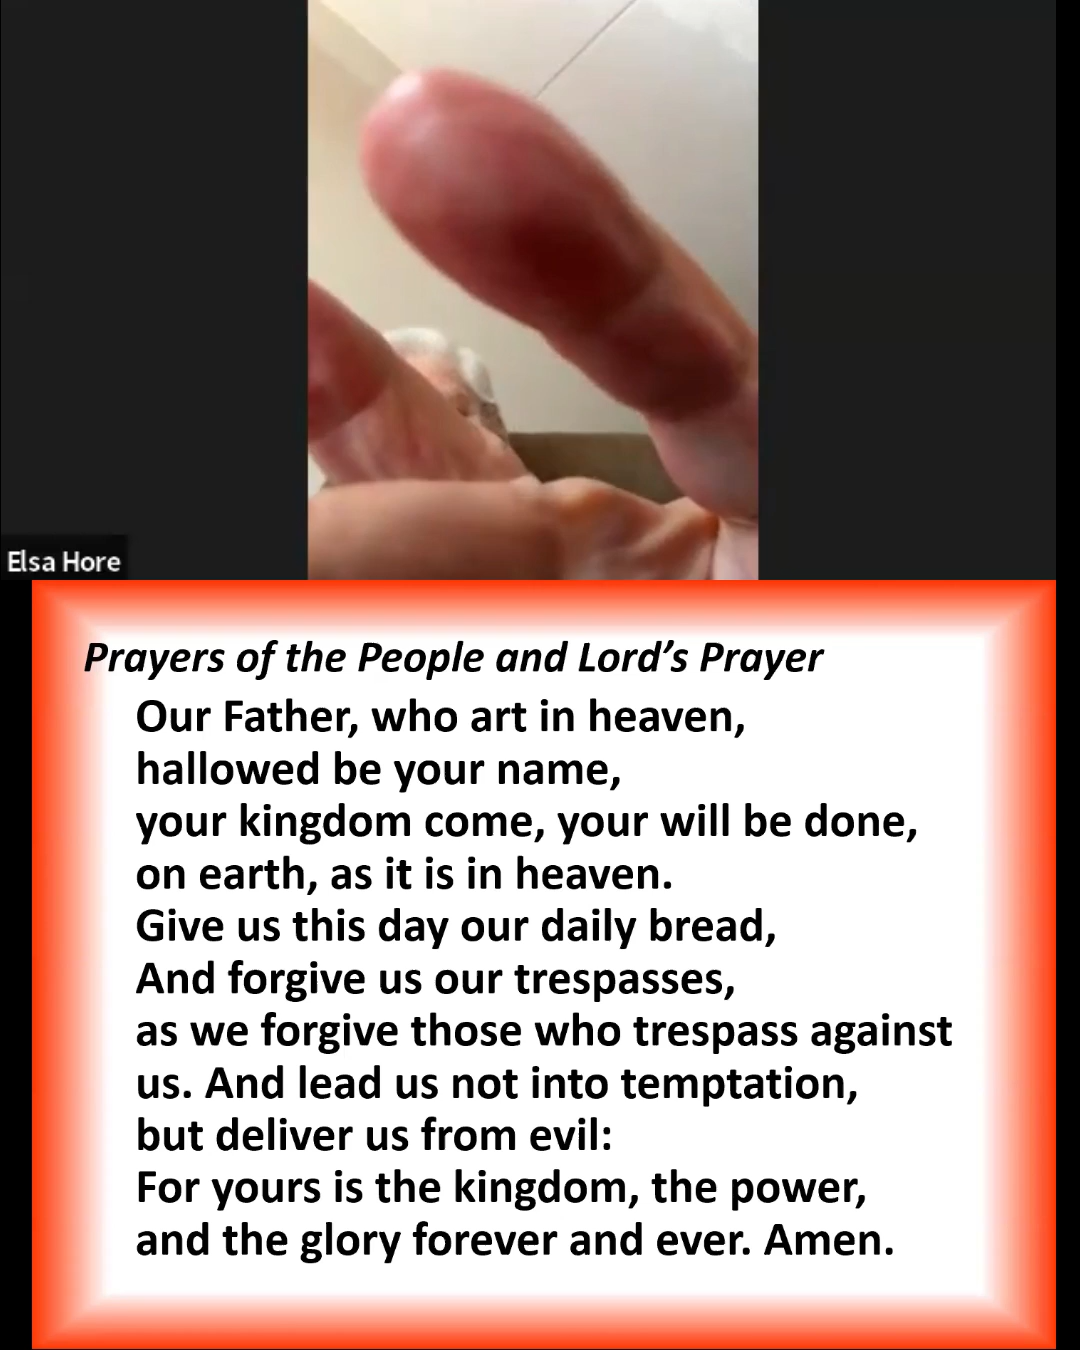 Elsa Hore
Prayers of the People and Lord's Prayer
Our Father, who art in heaven,
hallowed be your name,
your kingdom come, your will be done,
on earth, as it is in heaven.
Give us this day our daily bread,
And forgive us our trespasses,
as we forgive those who trespass against
us. And lead us not into temptation,
but deliver us from evil:
For yours is the kingdom, the power,
and the glory forever and ever. Amen.